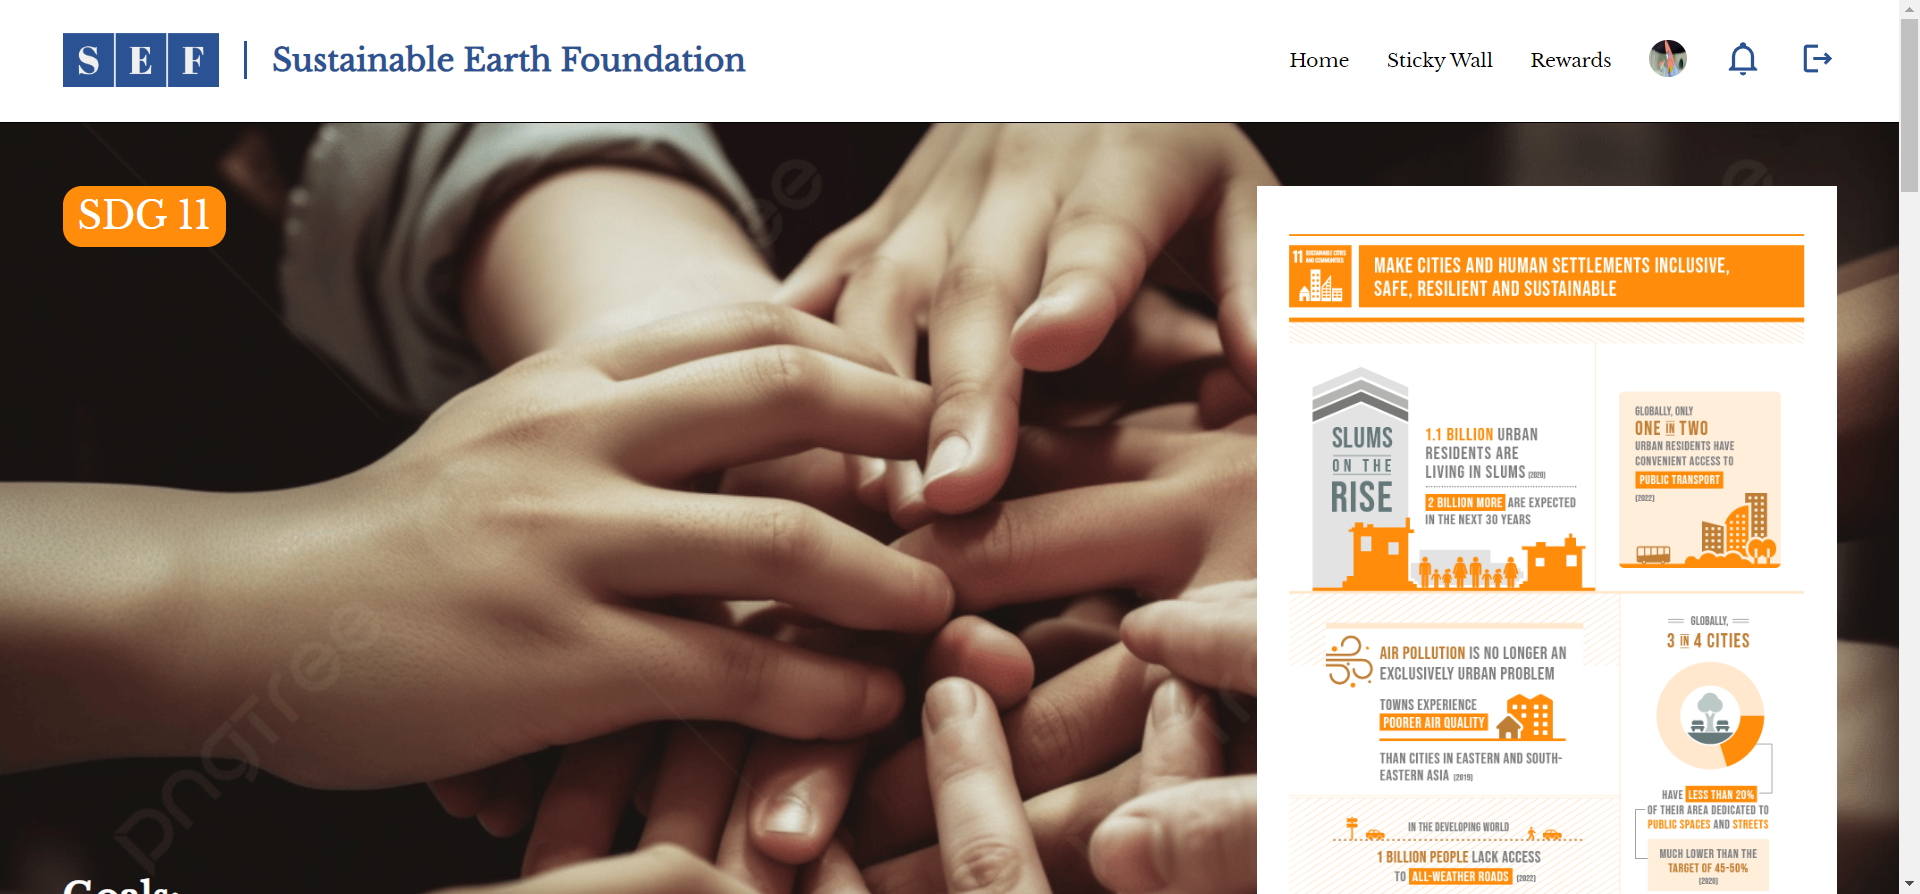 S E F
Sustainable Earth Foundation
Home
Sticky Wall
Rewards
SDG 11
11 SUSTAINABLE CITIES
AND COMMUNITIES
MAKE CITIES AND HUMAN SETTLEMENTS INCLUSIVE,
SAFE, RESILIENT AND SUSTAINABLE
SLUMS
ON THE
RISE
1.1 BILLION URBAN
RESIDENTS ARE
LIVING IN SLUMS (2020)
2 BILLION MORE ARE EXPECTED
IN THE NEXT 30 YEARS
GLOBALLY, ONLY
ONE IN TWO
URBAN RESIDENTS HAVE
CONVENIENT ACCESS TO
PUBLIC TRANSPORT
(2022)
AIR POLLUTION IS NO LONGER AN
EXCLUSIVELY URBAN PROBLEM
TOWNS EXPERIENCE
POORER AIR QUALITY
THAN CITIES IN EASTERN AND SOUTH-
EASTERN ASIA (2019)
GLOBALLY,
3 IN 4 CITIES
HAVE LESS THAN 20%
OF THEIR AREA DEDICATED TO
PUBLIC SPACES AND STREETS
MUCH LOWER THAN THE
TARGET OF 45-50%
(2020)
IN THE DEVELOPING WORLD
1 BILLION PEOPLE LACK ACCESS
TO ALL-WEATHER ROADS (2022)
pngtree
Goals: